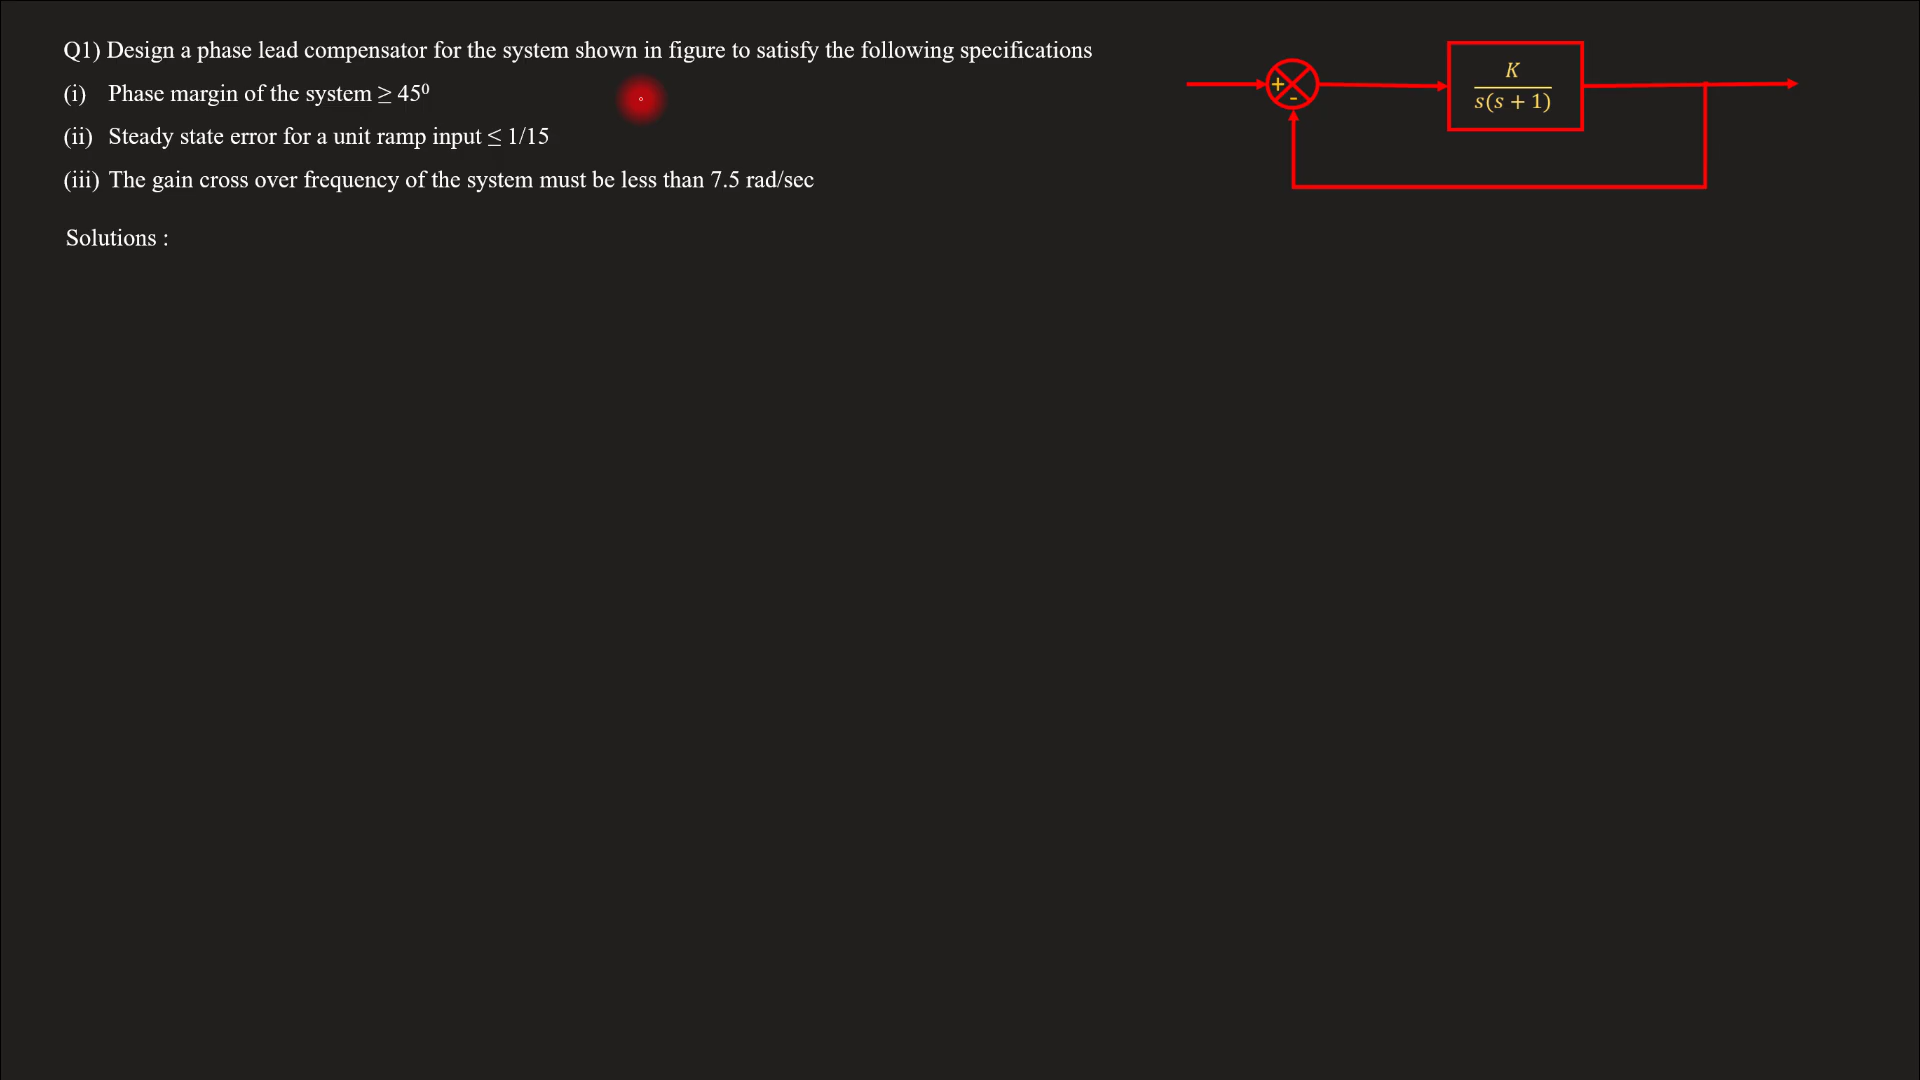 Q1) Design a phase lead compensator for the system shown in figure to satisfy the following specifications
(i) Phase margin of the system ≥ 45⁰
(ii) Steady state error for a unit ramp input ≤ 1/15
(iii) The gain cross over frequency of the system must be less than 7.5 rad/sec
Solutions :
+
-
K
s(s + 1)